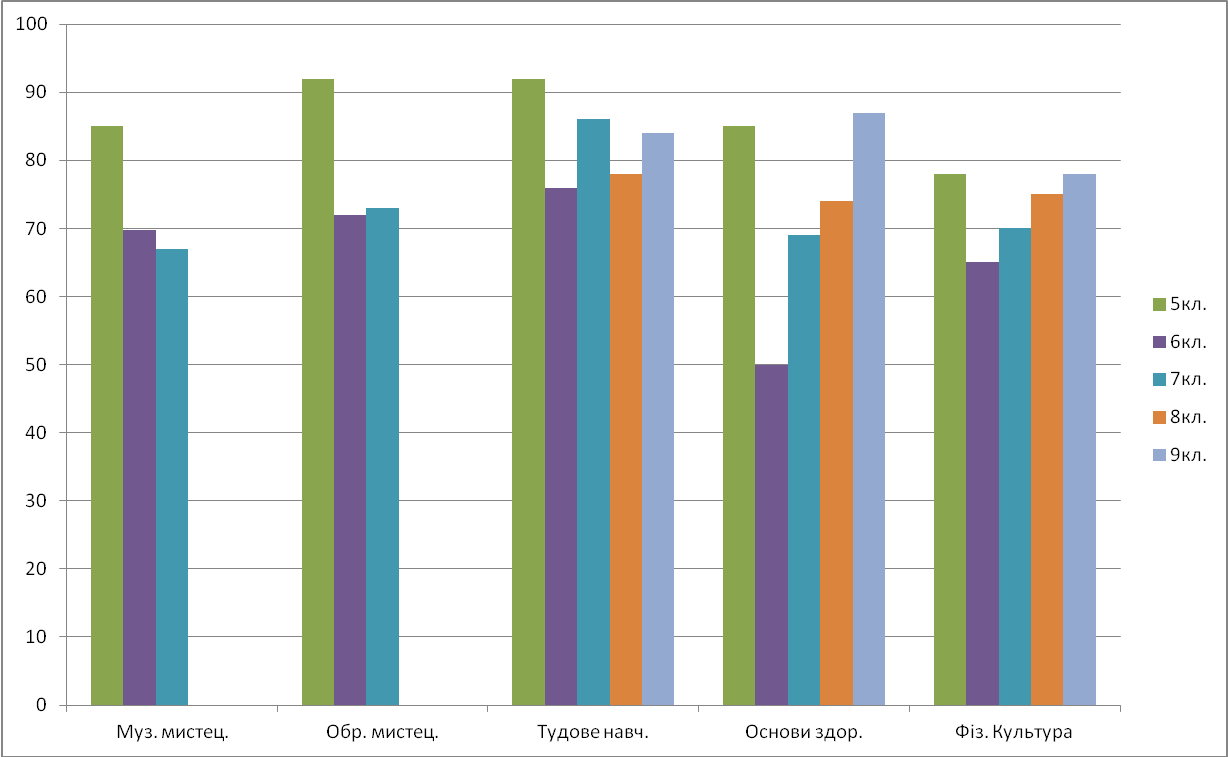 100
90
80
70
60
50
40
30
20
10
0
Муз. мистец.
Обр. мистец.
Тудове навч.
Основи здор.
Фіз. Культура
5кл.
6кл.
7кл.
8кл.
9кл.